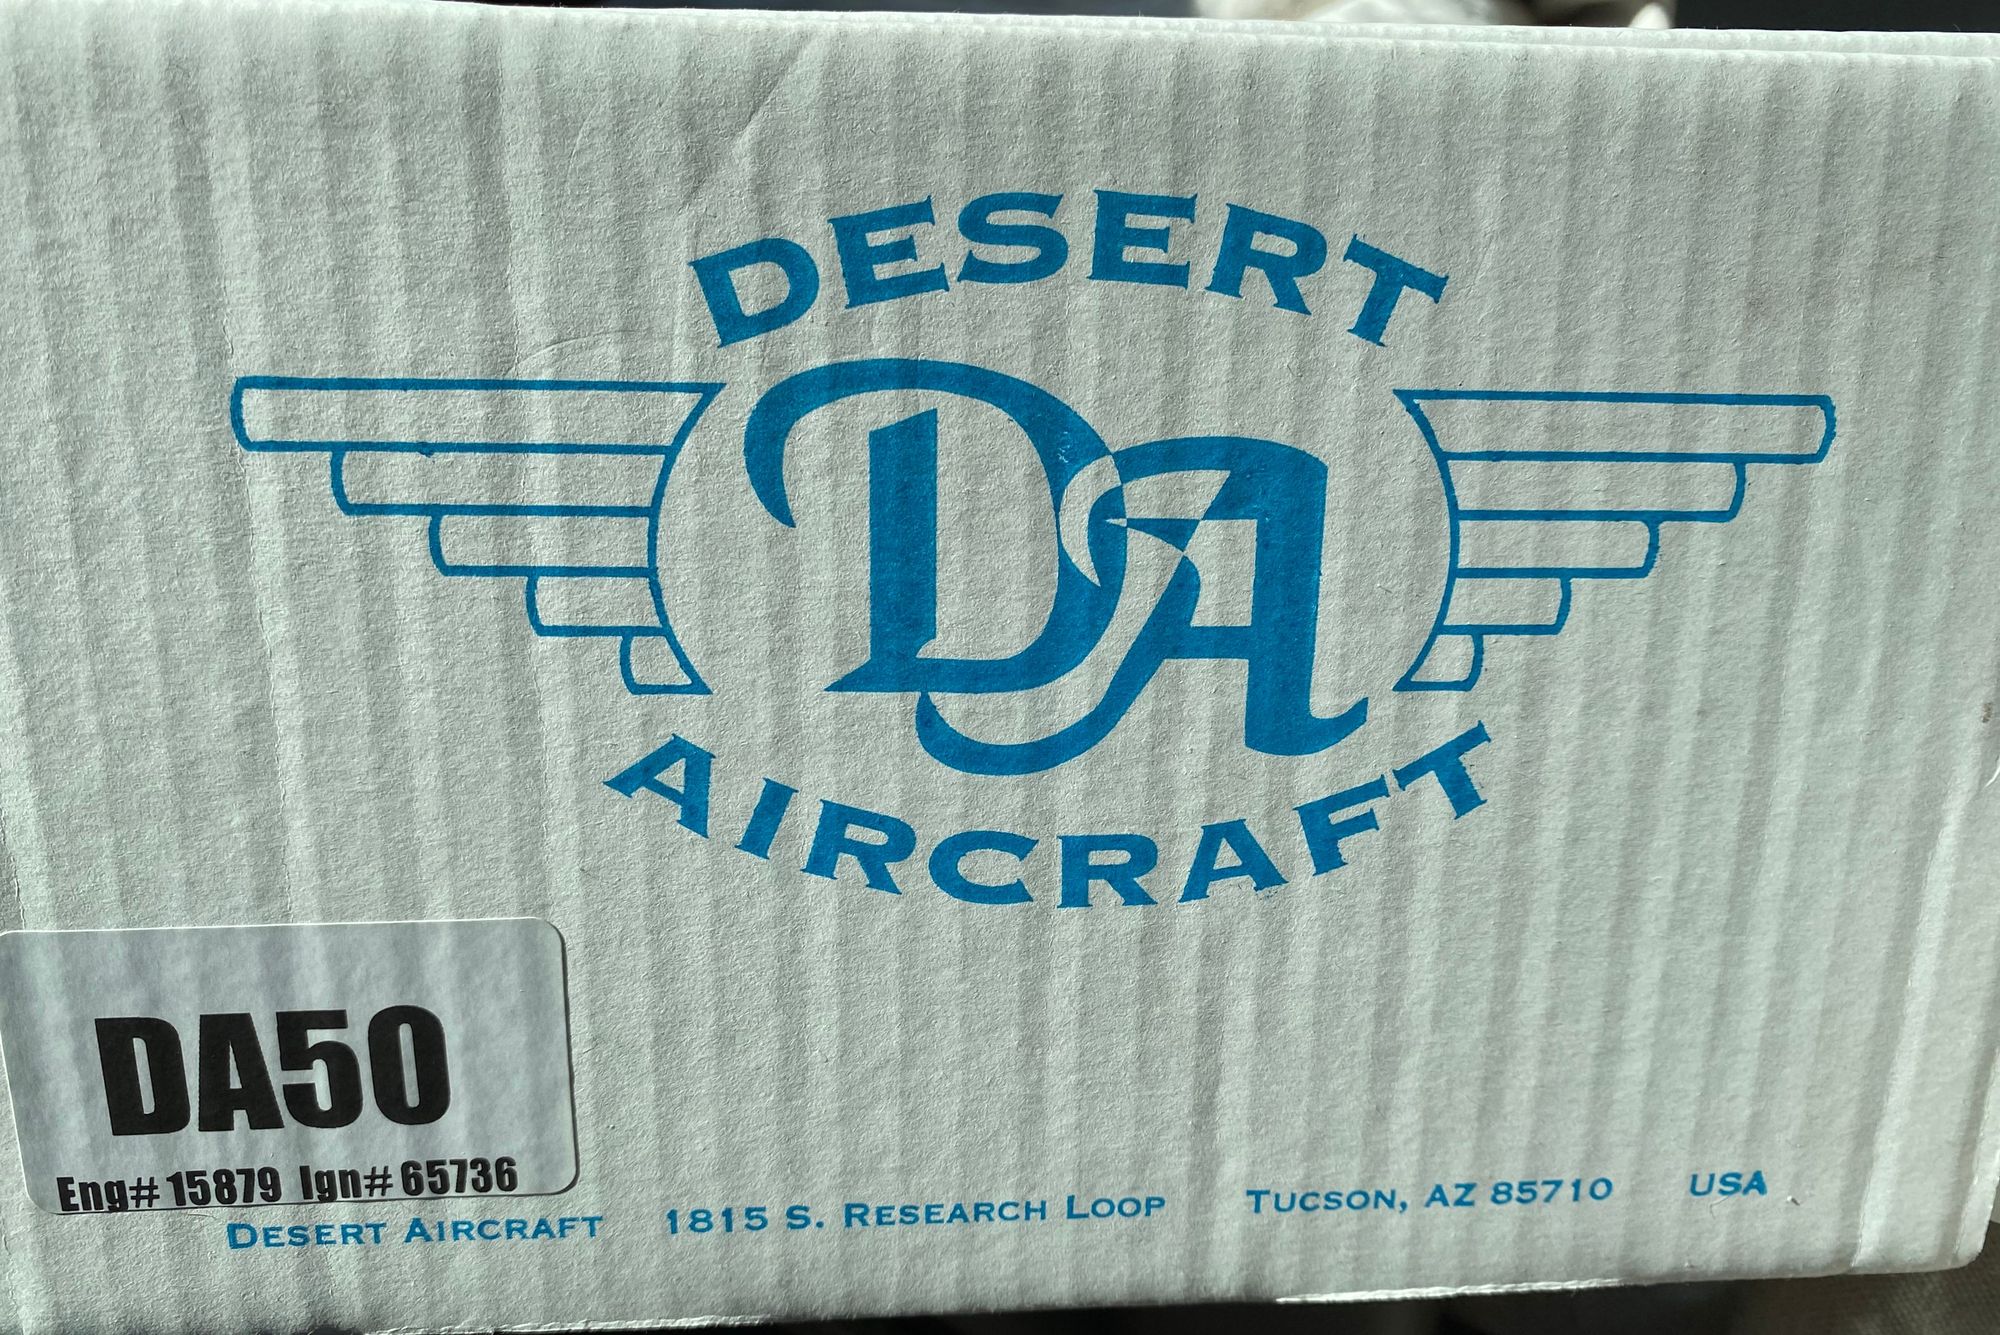 DESERT
DA
AIRCRAFT
DA50
Eng# 15879 Ign# 65736
DESERT AIRCRAFT 1815 S. RESEARCH LOOP TUCSON, AZ 85710 USA